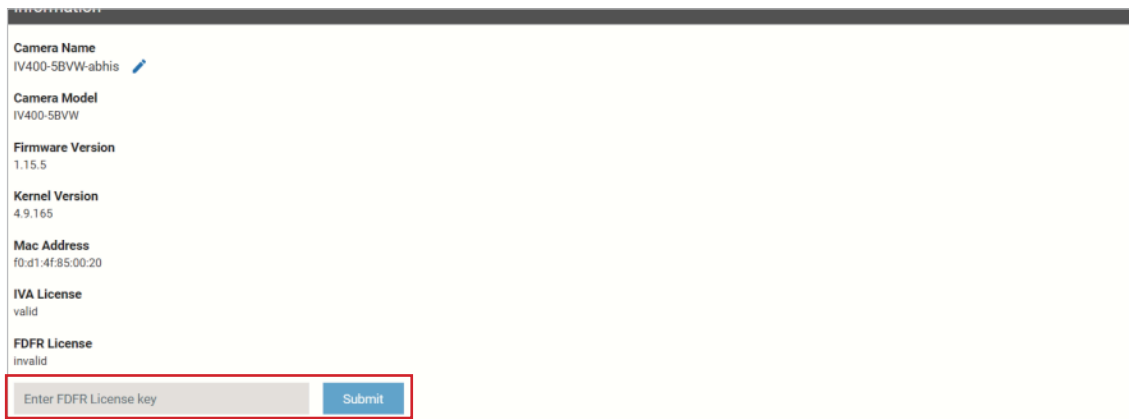 Information
Camera Name
IV400-5BVW-abhis
Camera Model
IV400-5BVW
Firmware Version
1.15.5
Kernel Version
4.9.165
Mac Address
f0:d1:4f:85:00:20
IVA License
valid
FDFR License
invalid
Enter FDFR License key
Submit